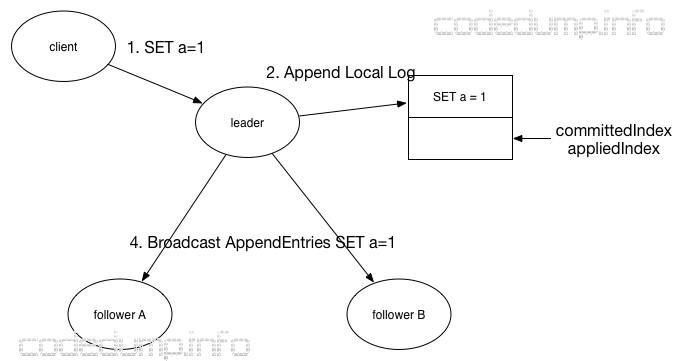 client
1. SET a=1
codedump.info
2. Append Local Log
SET a = 1
leader
committedIndex
appliedIndex
4. Broadcast AppendEntries SET a=1
follower A
follower B
codedump.info